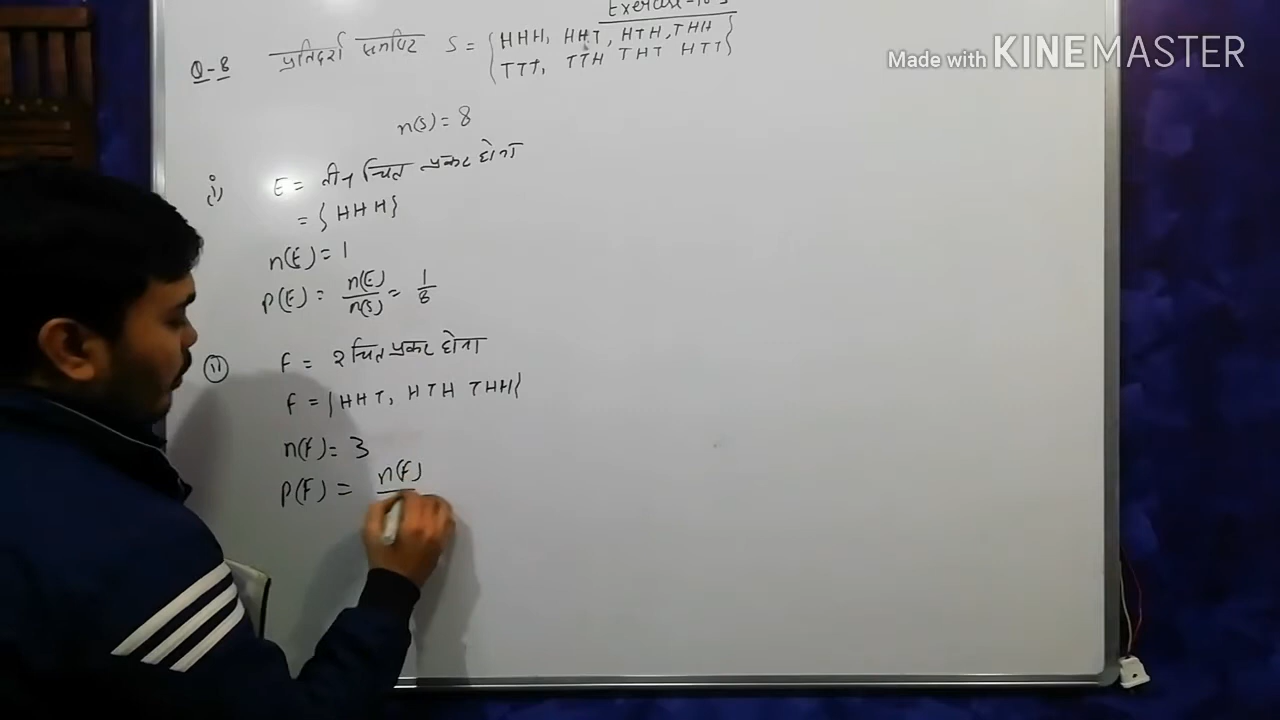 Exercise-16.3
Q-8 प्रतिदर्श समष्टि S = {HHH, HHT, HTH, THH
TTT, TTH THT HTT}
Made with KINEMASTER
n(S) = 8
i) E = तीन चित प्रकट होना
= {HHH}
n(E) = 1
P(E) = n(E)/n(S) = 1/8
(ii) F = 2 चित प्रकट होना
F = {HHT, HTH THH}
n(F) = 3
P(F) = n(F)